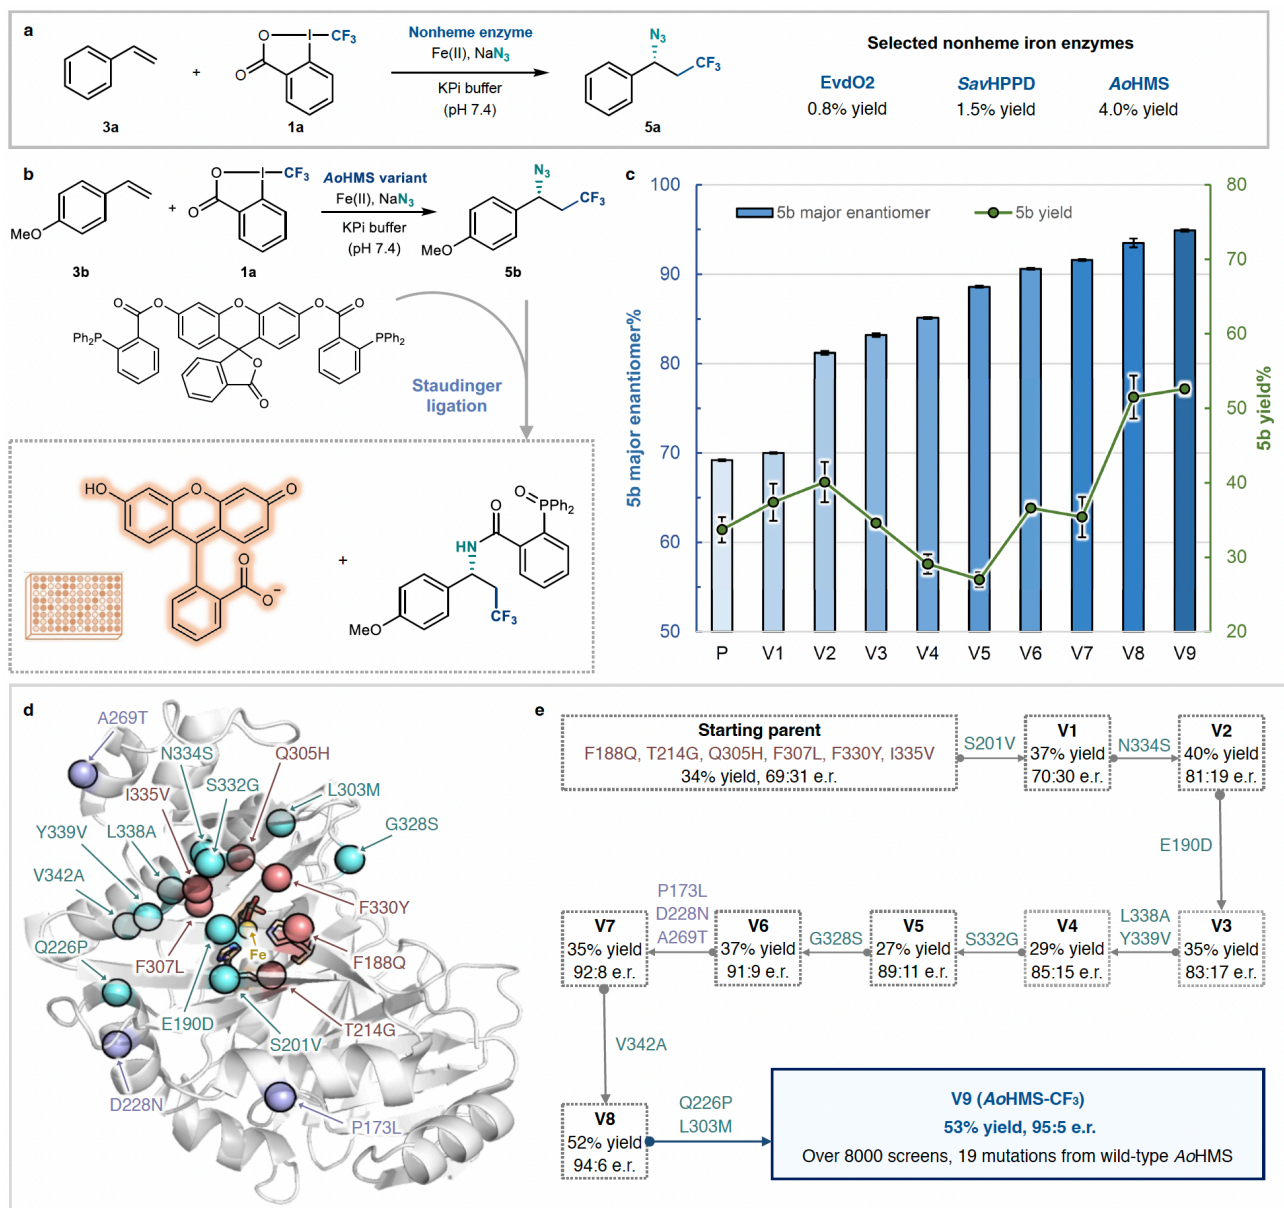 a
O
I
CF₃
O
Nonheme enzyme
Fe(II), NaN₃
KPi buffer
(pH 7.4)
N₃
CF₃
3a
+
1a
5a
Selected nonheme iron enzymes
EvdO2
SavHPPD
AoHMS
0.8% yield
1.5% yield
4.0% yield
b
MeO
3b
+
O
I
CF₃
O
1a
AoHMS variant
Fe(II), NaN₃
KPi buffer
(pH 7.4)
N₃
CF₃
MeO
5b
O
O
O
O
O
Ph₂P
PPh₂
O
O
Staudinger
ligation
HO
O
O
O
O⁻
+
O
O
PPh₂
HN
MeO
CF₃
c
100
90
80
70
60
50
5b major enantiomer%
5b major enantiomer
5b yield
80
70
60
50
40
30
20
5b yield%
P V1 V2 V3 V4 V5 V6 V7 V8 V9
d
A269T
N334S
Q305H
I335V
S332G
L303M
Y339V
L338A
G328S
V342A
F330Y
Q226P
F307L
Fe
F188Q
E190D
S201V
T214G
D228N
P173L
e
Starting parent
F188Q, T214G, Q305H, F307L, F330Y, I335V
34% yield, 69:31 e.r.
S201V
V1
37% yield
70:30 e.r.
N334S
V2
40% yield
81:19 e.r.
E190D
V3
35% yield
83:17 e.r.
L338A
Y339V
V4
29% yield
85:15 e.r.
S332G
V5
27% yield
89:11 e.r.
G328S
V6
37% yield
91:9 e.r.
P173L
D228N
A269T
V7
35% yield
92:8 e.r.
V342A
V8
52% yield
94:6 e.r.
Q226P
L303M
V9 (AoHMS-CF₃)
53% yield, 95:5 e.r.
Over 8000 screens, 19 mutations from wild-type AoHMS